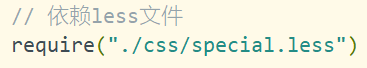 // 依赖less文件
require("./css/special.less")